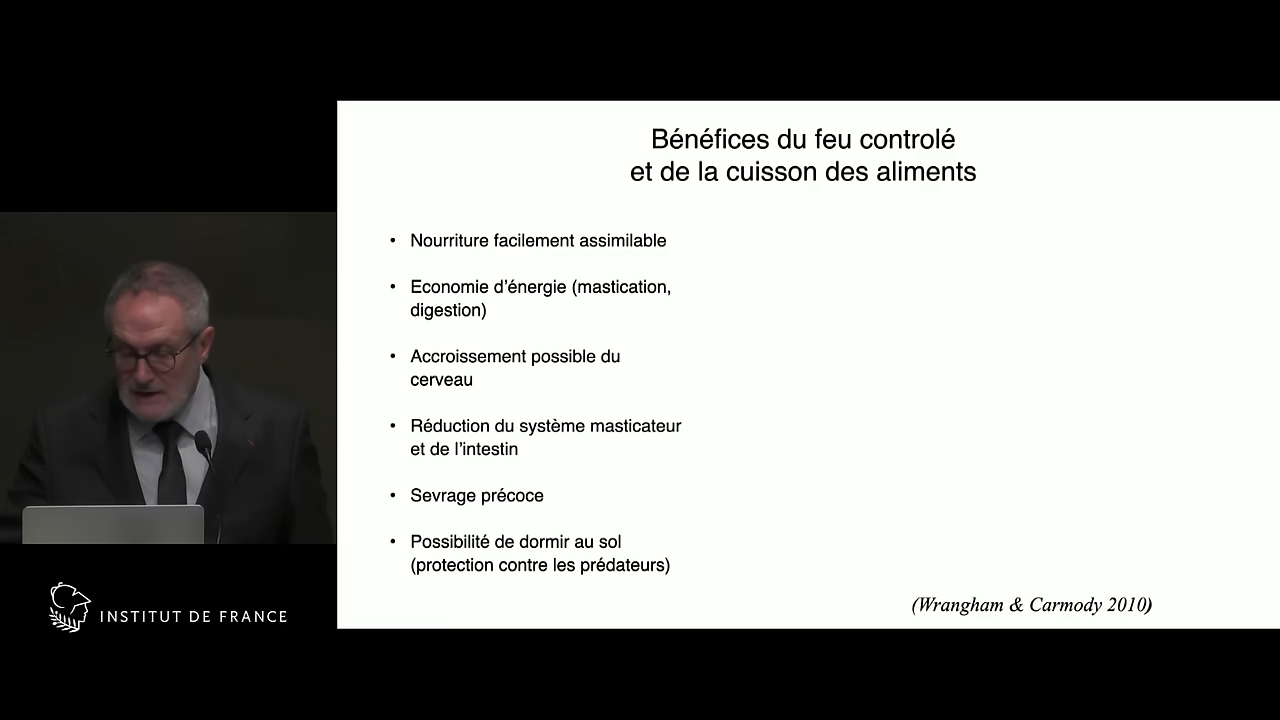 Bénéfices du feu controlé
et de la cuisson des aliments
• Nourriture facilement assimilable
• Economie d'énergie (mastication,
digestion)
• Accroissement possible du
cerveau
• Réduction du système masticateur
et de l'intestin
• Sevrage précoce
• Possibilité de dormir au sol
(protection contre les prédateurs)
(Wrangham & Carmody 2010)
INSTITUT DE FRANCE